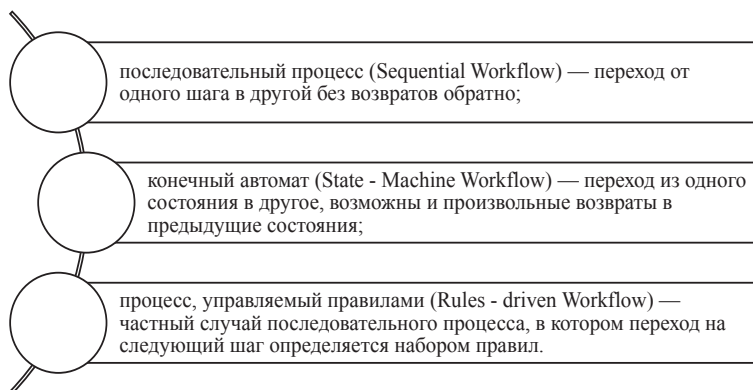 последовательный процесс (Sequential Workflow) — переход от
одного шага в другой без возвратов обратно;
конечный автомат (State - Machine Workflow) — переход из одного
состояния в другое, возможны и произвольные возвраты в
предыдущие состояния;
процесс, управляемый правилами (Rules - driven Workflow) —
частный случай последовательного процесса, в котором переход на
следующий шаг определяется набором правил.